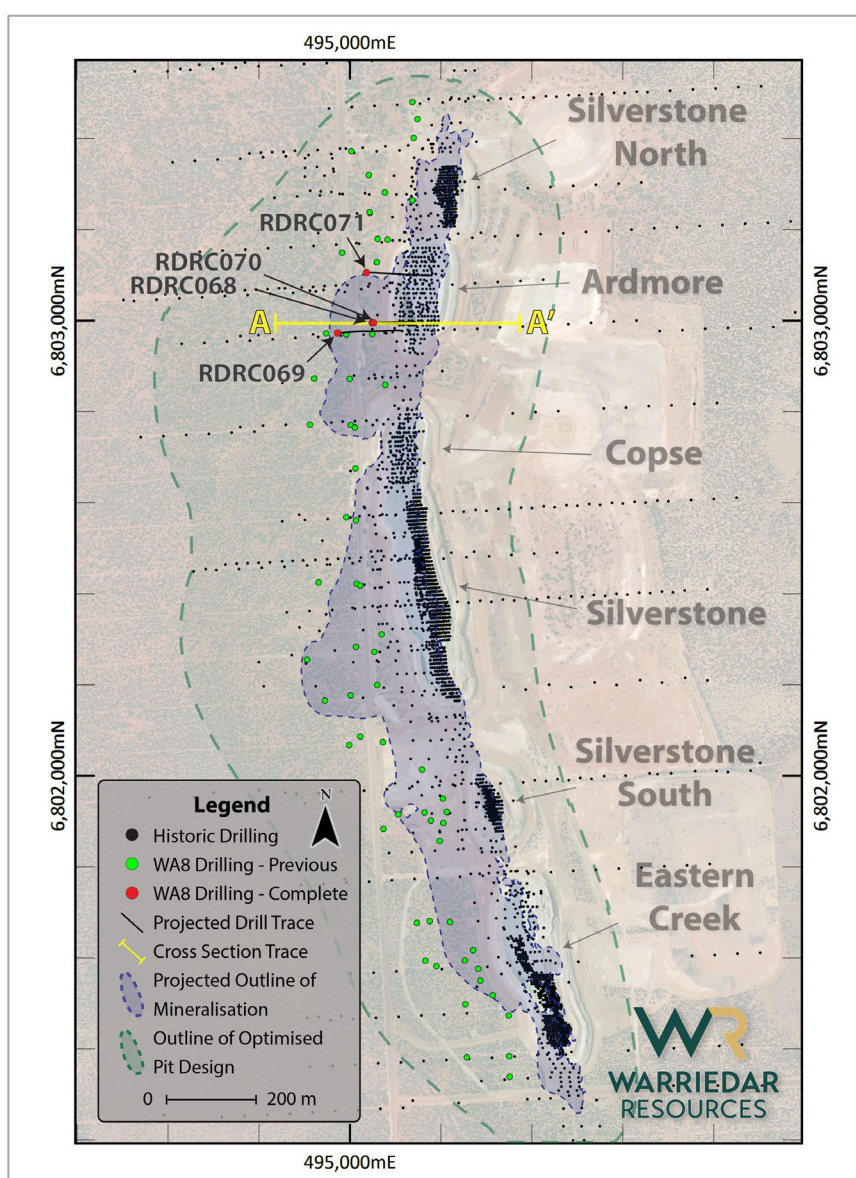 495,000mE
Silverstone
North
RDRC071
RDRC070
RDRC068
Ardmore
6,803,000mN
A
A′
6,803,000mN
RDRC069
Copse
Silverstone
6,802,000mN
Silverstone
South
6,802,000mN
Legend
N
Historic Drilling
WA8 Drilling - Previous
WA8 Drilling - Complete
Projected Drill Trace
Cross Section Trace
Projected Outline of
Mineralisation
Outline of Optimised
Pit Design
0 200 m
Eastern
Creek
WR
WARRIEDAR
RESOURCES
495,000mE